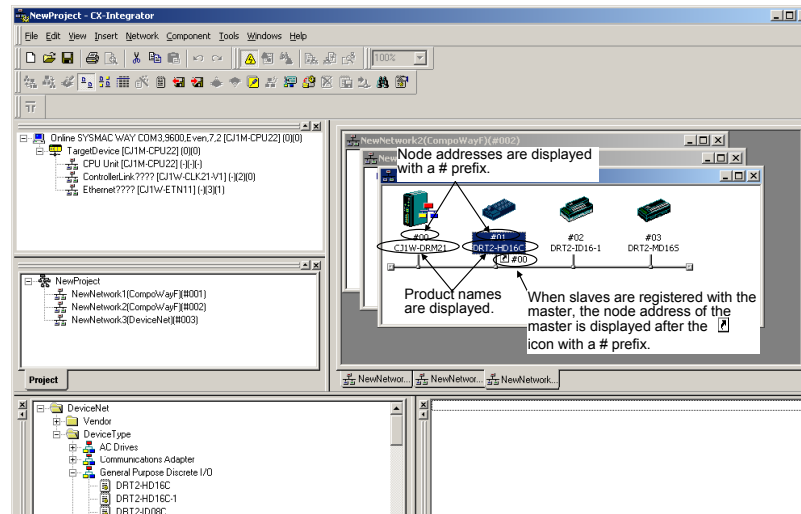 NewProject - CX-Integrator
File Edit View Insert Network Component Tools Windows Help
100%
Online SYSMAC WAY COM3,9600,Even,7,2 [CJ1M-CPU22] (0)(0)
TargetDevice [CJ1M-CPU22] (0)(0)
CPU Unit [CJ1M-CPU22] (-)(-)(-)
ControllerLink???? [CJ1W-CLK21-V1] (-)(2)(0)
Ethernet???? [CJ1W-ETN11] (-)(3)(1)
NewProject
NewNetwork1(CompoWayF)(#001)
NewNetwork2(CompoWayF)(#002)
NewNetwork3(DeviceNet)(#003)
Project
NewNetwork2(CompoWayF)(#002)
New
Node addresses are displayed
with a # prefix.
#00
CJ1W-DRM21
#01
DRT2-HD16C
#00
#02
DRT2-ID16-1
#03
DRT2-MD16S
Product names
are displayed.
When slaves are registered with the
master, the node address of the
master is displayed after the
icon with a # prefix.
NewNetwor... NewNetwor... NewNetwork...
DeviceNet
Vendor
DeviceType
AC Drives
Communications Adapter
General Purpose Discrete I/O
DRT2-HD16C
DRT2-HD16C-1
DRT2-ID08C